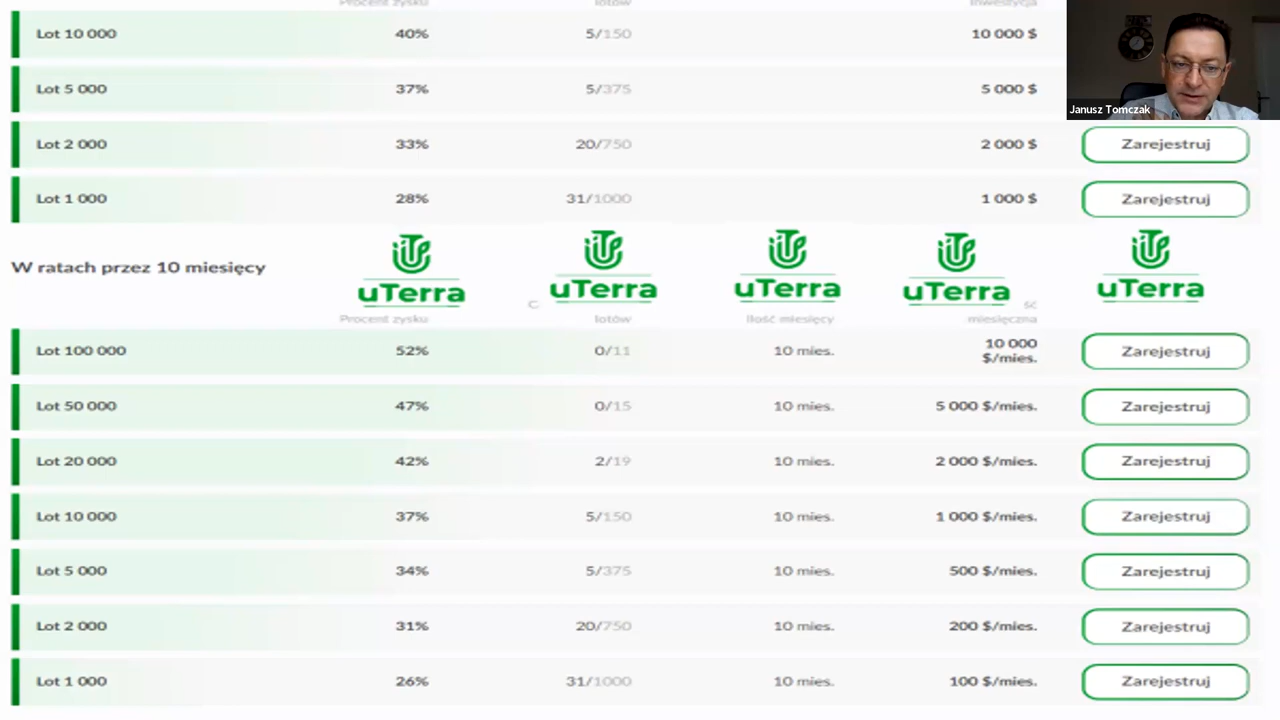 Procent zysku lotów Inwestycja
Lot 10 000 40% 5/150 10 000 $
Janusz Tomczak
Lot 5 000 37% 5/375 5 000 $
Lot 2 000 33% 20/750 2 000 $ Zarejestruj
Lot 1 000 28% 31/1000 1 000 $ Zarejestruj
W ratach przez 10 miesięcy
uTerra uTerra uTerra uTerra uTerra
C ść
Procent zysku lotów Ilość miesięcy miesięczna
Lot 100 000 52% 0/11 10 mies. 10 000 $/mies. Zarejestruj
Lot 50 000 47% 0/15 10 mies. 5 000 $/mies. Zarejestruj
Lot 20 000 42% 2/19 10 mies. 2 000 $/mies. Zarejestruj
Lot 10 000 37% 5/150 10 mies. 1 000 $/mies. Zarejestruj
Lot 5 000 34% 5/375 10 mies. 500 $/mies. Zarejestruj
Lot 2 000 31% 20/750 10 mies. 200 $/mies. Zarejestruj
Lot 1 000 26% 31/1000 10 mies. 100 $/mies. Zarejestruj